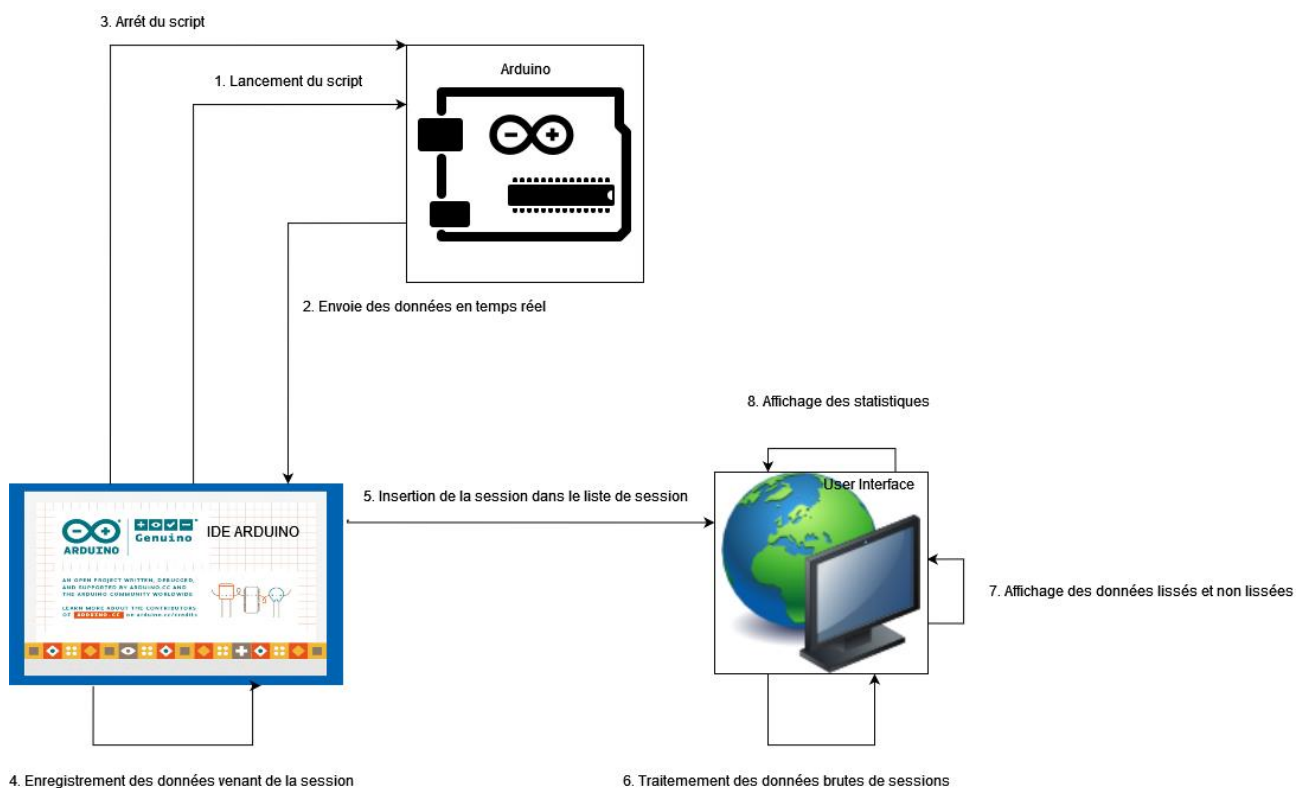 3. Arrét du script
1. Lancement du script
Arduino
2. Envoie des données en temps réel
8. Affichage des statistiques
User Interface
5. Insertion de la session dans le liste de session
IDE ARDUINO
ARDUINO
Genuino
AN OPEN PROJECT WRITTEN, DEBUGGED,
AND SUPPORTED BY ARDUINO.CC AND
THE ARDUINO COMMUNITY WORLDWIDE
LEARN MORE ABOUT THE CONTRIBUTORS
OF ARDUINO.CC on arduino.cc/credits
7. Affichage des données lissés et non lissées
4. Enregistrement des données venant de la session
6. Traitemement des données brutes de sessions